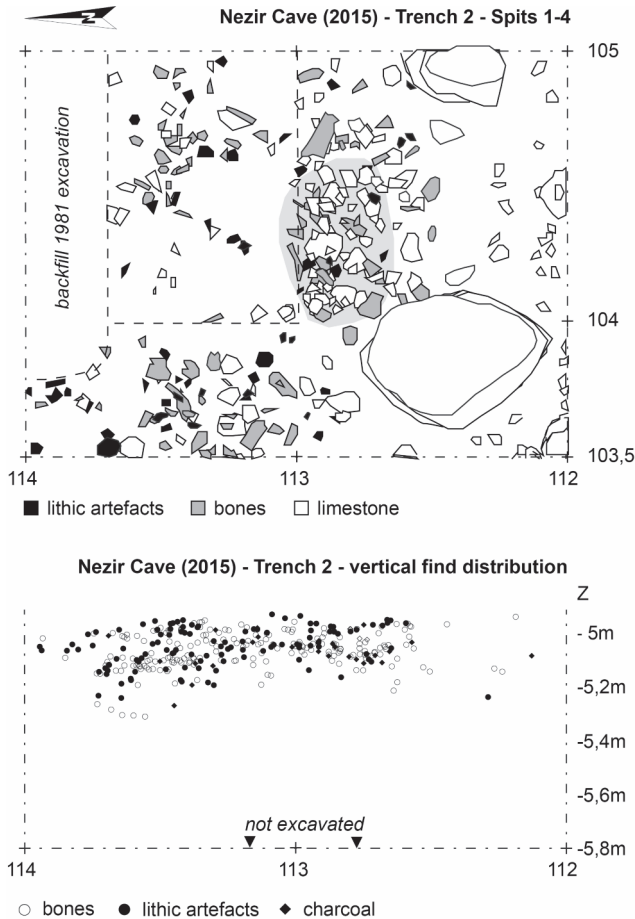 Nezir Cave (2015) - Trench 2 - Spits 1-4
N
105
backfill 1981 excavation
104
103,5
114 113 112
lithic artefacts bones limestone
Nezir Cave (2015) - Trench 2 - vertical find distribution
Z
- 5m
-5,2m
-5,4m
-5,6m
not excavated
-5,8m
114 113 112
bones lithic artefacts charcoal